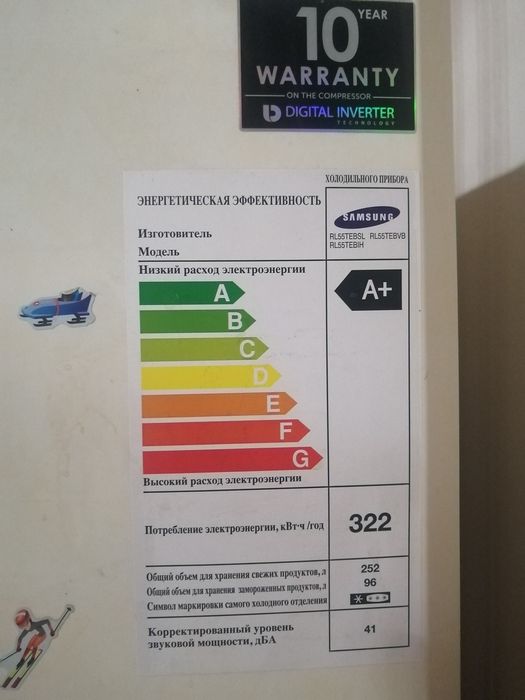 10 YEAR
WARRANTY
ON THE COMPRESSOR
DIGITAL INVERTER
TECHNOLOGY
ХОЛОДИЛЬНОГО ПРИБОРА
ЭНЕРГЕТИЧЕСКАЯ ЭФФЕКТИВНОСТЬ
SAMSUNG
Изготовитель
RL55TEBSL RL55TEBVB
Модель
RL55TEBIH
Низкий расход электроэнергии
A
A+
B
C
D
E
F
G
Высокий расход электроэнергии
Потребление электроэнергии, кВт·ч /год 322
Общий объем для хранения свежих продуктов, л 252
Общий объем для хранения замороженных продуктов, л 96
Символ маркировки самого холодного отделения
Корректированный уровень 41
звуковой мощности, дБА